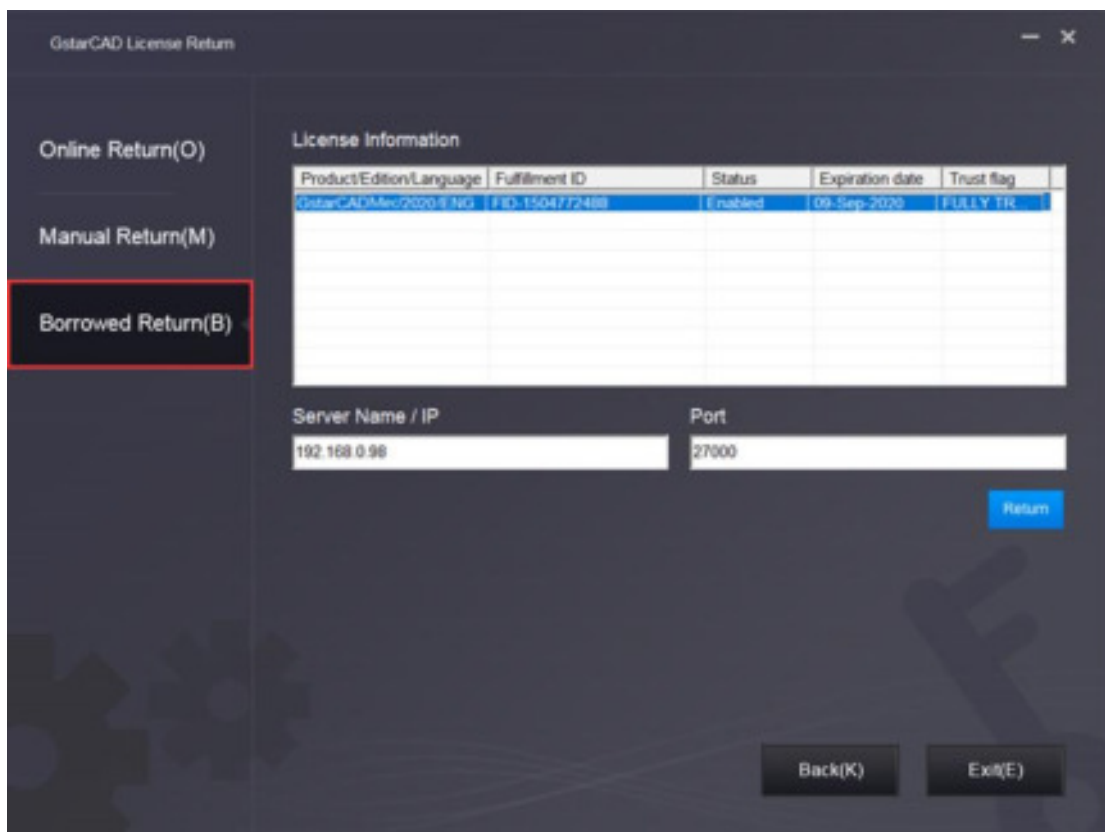 GstarCAD License Return
Online Return(O)
Manual Return(M)
Borrowed Return(B)
License Information
Product/Edition/Language Fulfillment ID Status Expiration date Trust flag
GstarCADMec/2020/ENG FID-1504772488 Enabled 09-Sep-2020 FULLY TR...
Server Name / IP Port
192.168.0.98 27000
Return
Back(K) Exit(E)